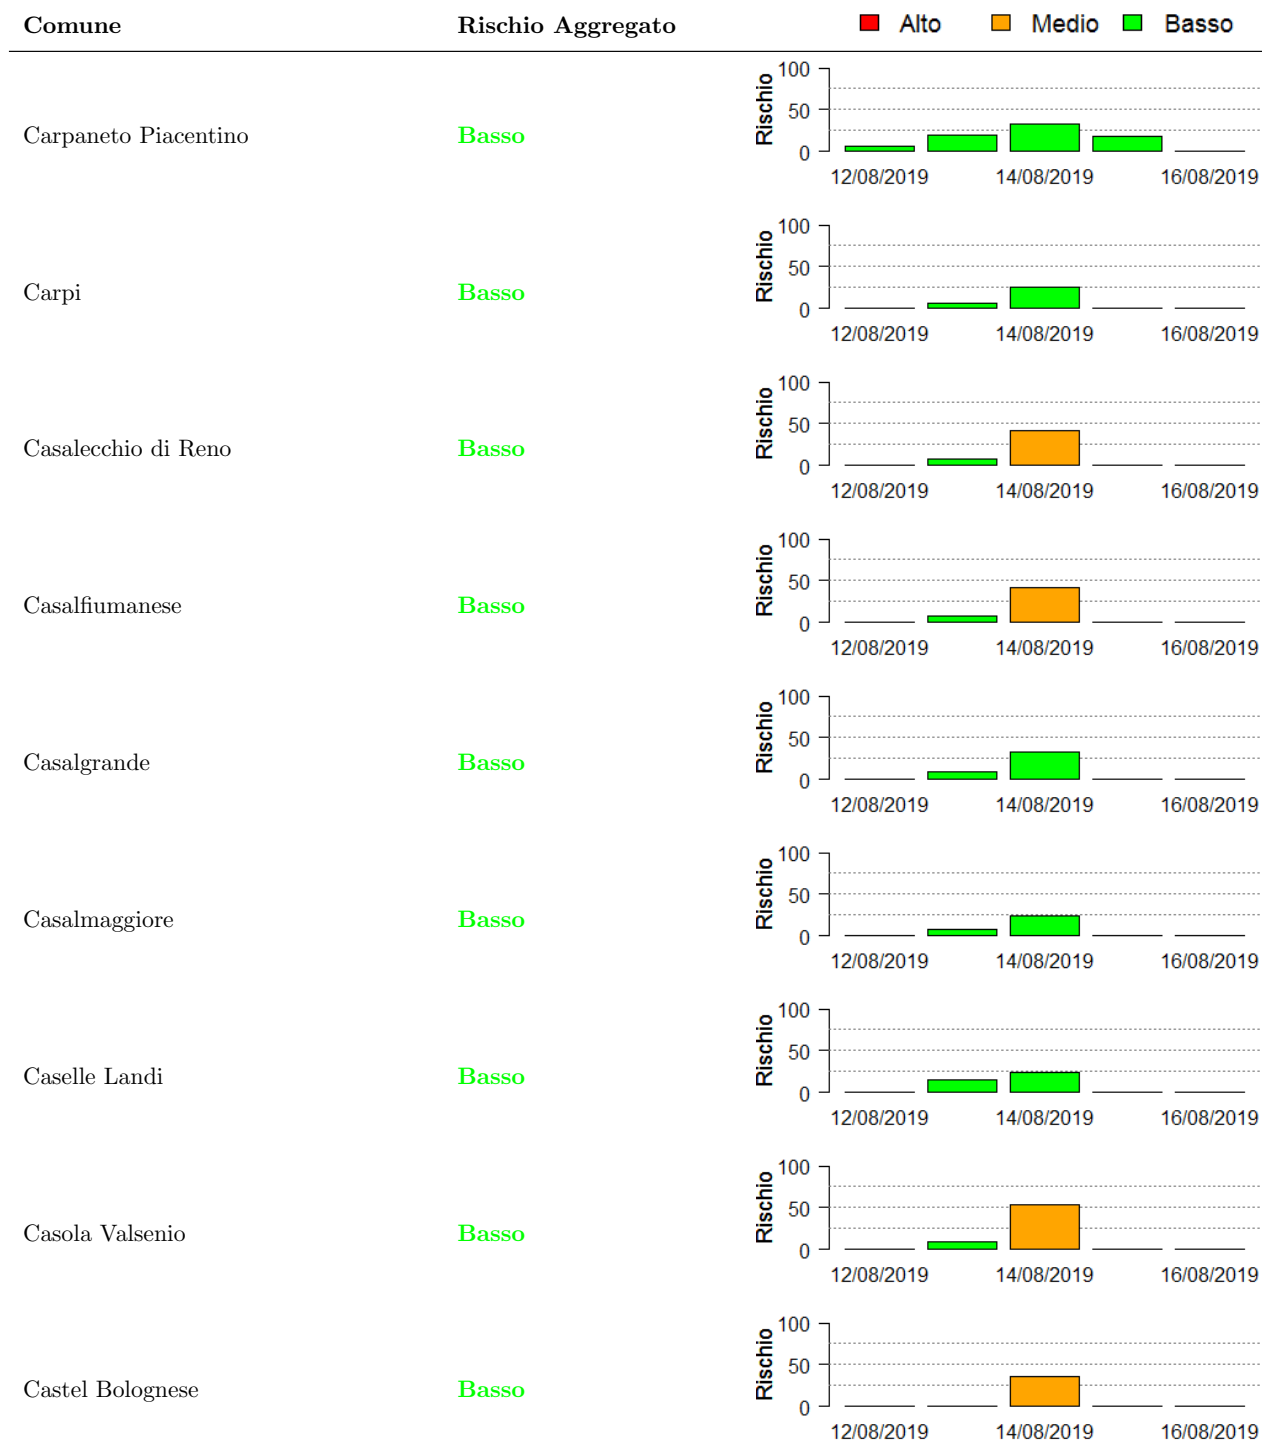 Comune Rischio Aggregato Alto Medio Basso
100
50
0
Rischio
Carpaneto Piacentino Basso
12/08/2019 14/08/2019 16/08/2019
100
50
0
Rischio
Carpi Basso
12/08/2019 14/08/2019 16/08/2019
100
50
0
Rischio
Casalecchio di Reno Basso
12/08/2019 14/08/2019 16/08/2019
100
50
0
Rischio
Casalfiumanese Basso
12/08/2019 14/08/2019 16/08/2019
100
50
0
Rischio
Casalgrande Basso
12/08/2019 14/08/2019 16/08/2019
100
50
0
Rischio
Casalmaggiore Basso
12/08/2019 14/08/2019 16/08/2019
100
50
0
Rischio
Caselle Landi Basso
12/08/2019 14/08/2019 16/08/2019
100
50
0
Rischio
Casola Valsenio Basso
12/08/2019 14/08/2019 16/08/2019
100
50
0
Rischio
Castel Bolognese Basso
12/08/2019 14/08/2019 16/08/2019